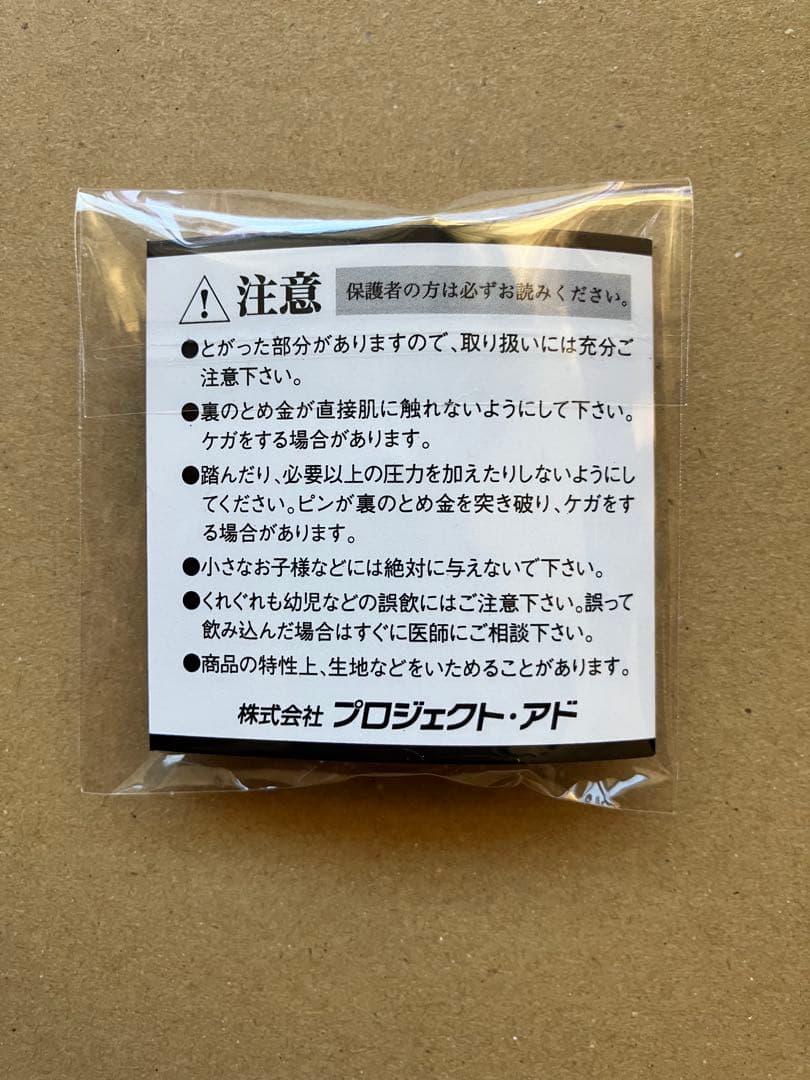 注意 保護者の方は必ずお読みください。
●とがった部分がありますので、取り扱いには充分ご
注意下さい。
●裏のとめ金が直接肌に触れないようにして下さい。
ケガをする場合があります。
●踏んだり、必要以上の圧力を加えたりしないようにし
てください。ピンが裏のとめ金を突き破り、ケガをす
る場合があります。
●小さなお子様などには絶対に与えないで下さい。
●くれぐれも幼児などの誤飲にはご注意下さい。誤って
飲み込んだ場合はすぐに医師にご相談下さい。
●商品の特性上、生地などをいためることがあります。
株式会社 プロジェクト・アド